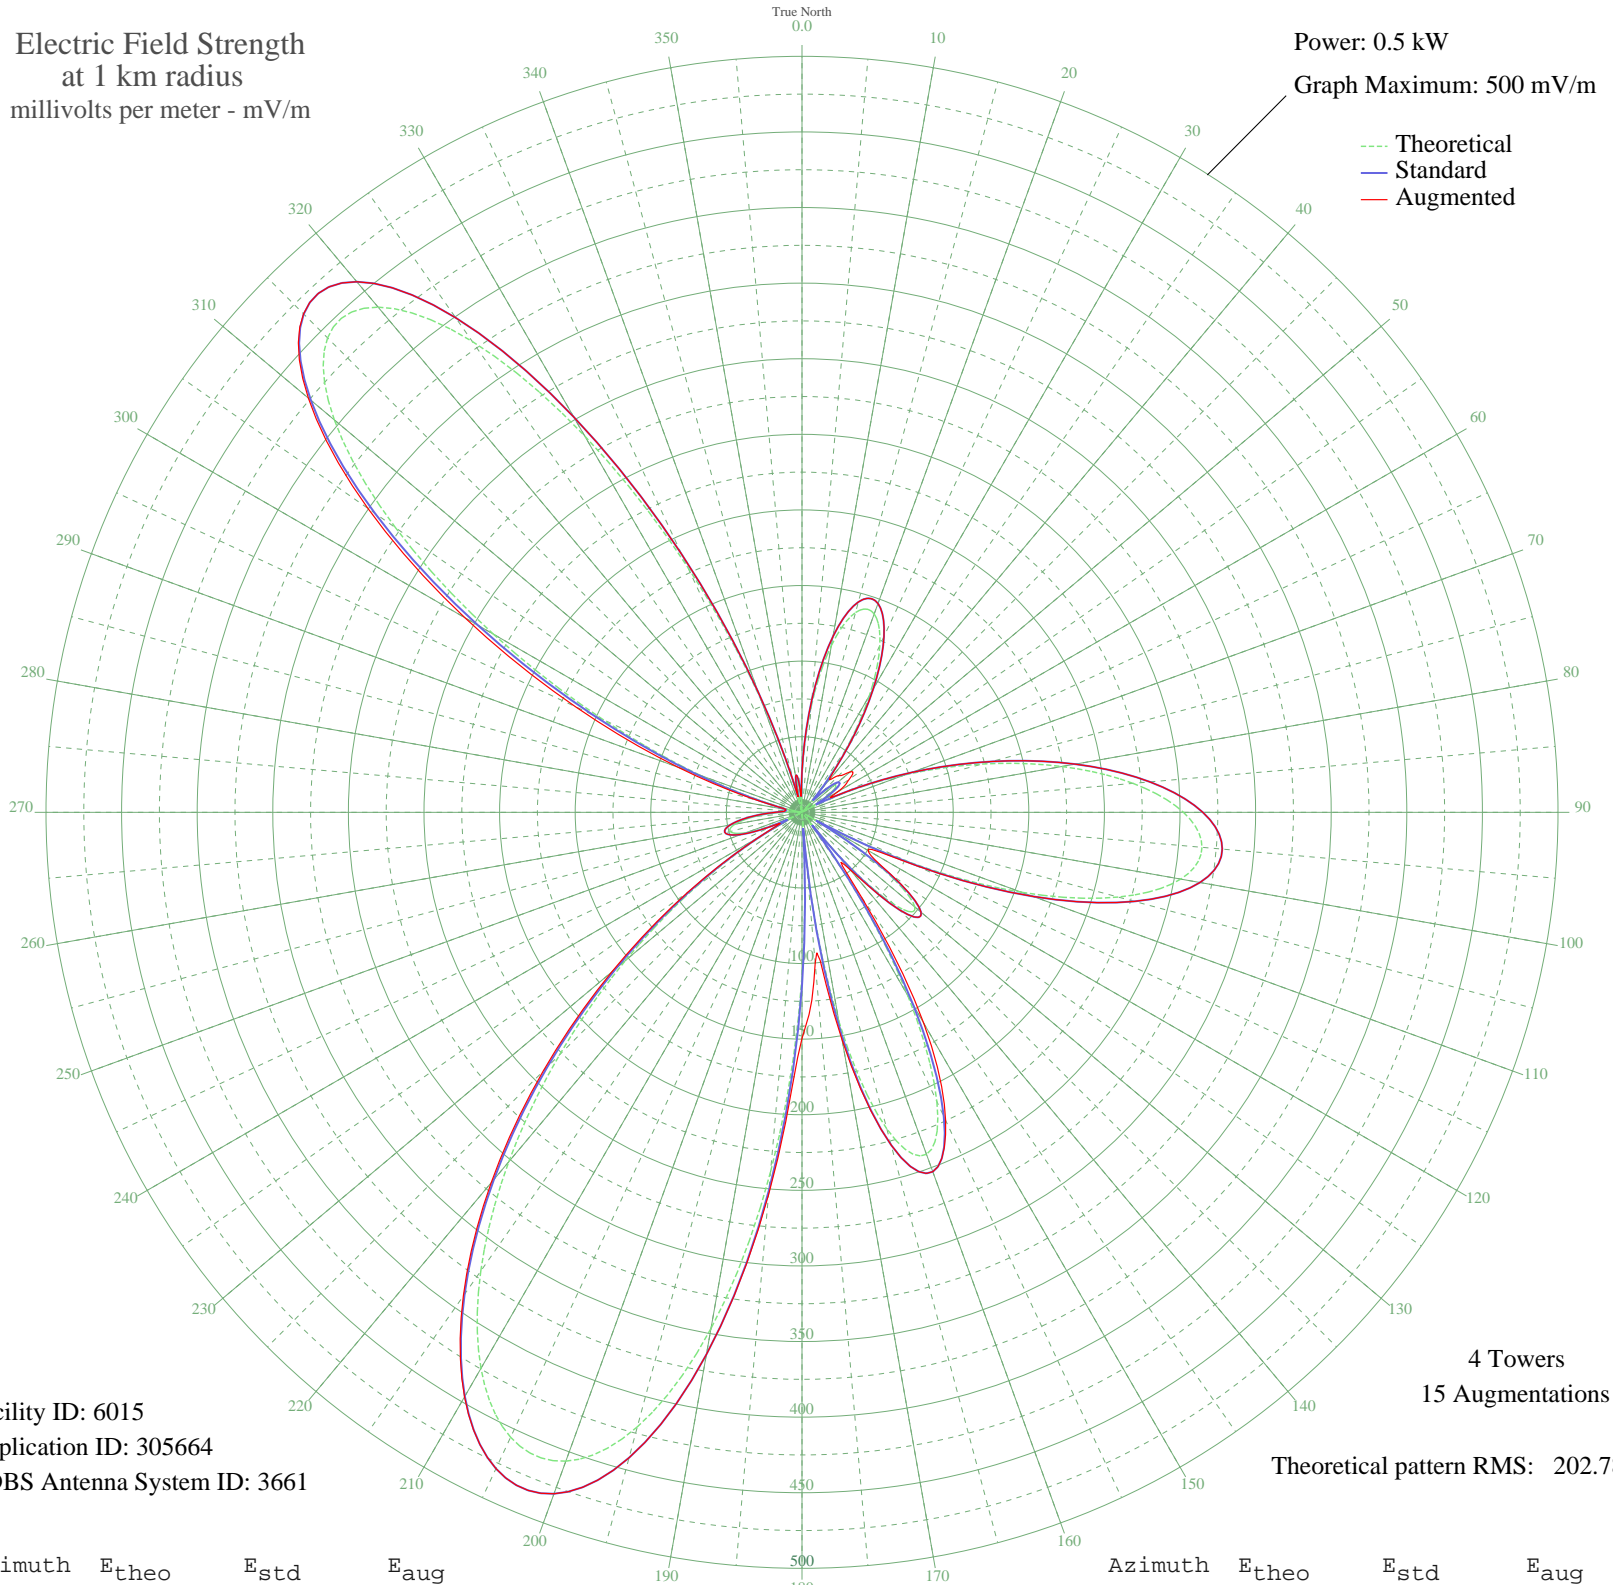 True North
0.0
Electric Field Strength
at 1 km radius
millivolts per meter - mV/m
Power: 0.5 kW
Graph Maximum: 500 mV/m
Theoretical
Standard
Augmented
350
10
340
20
330
30
320
40
310
50
300
60
290
70
280
80
270
90
260
100
250
110
240
120
230
130
220
140
210
150
200
160
190
170
100
150
200
250
300
350
400
450
500
4 Towers
15 Augmentations
Theoretical pattern RMS: 202.7
cility ID: 6015
plication ID: 305664
DBS Antenna System ID: 3661
imuth Etheo Estd Eaug
Azimuth Etheo Estd Eaug